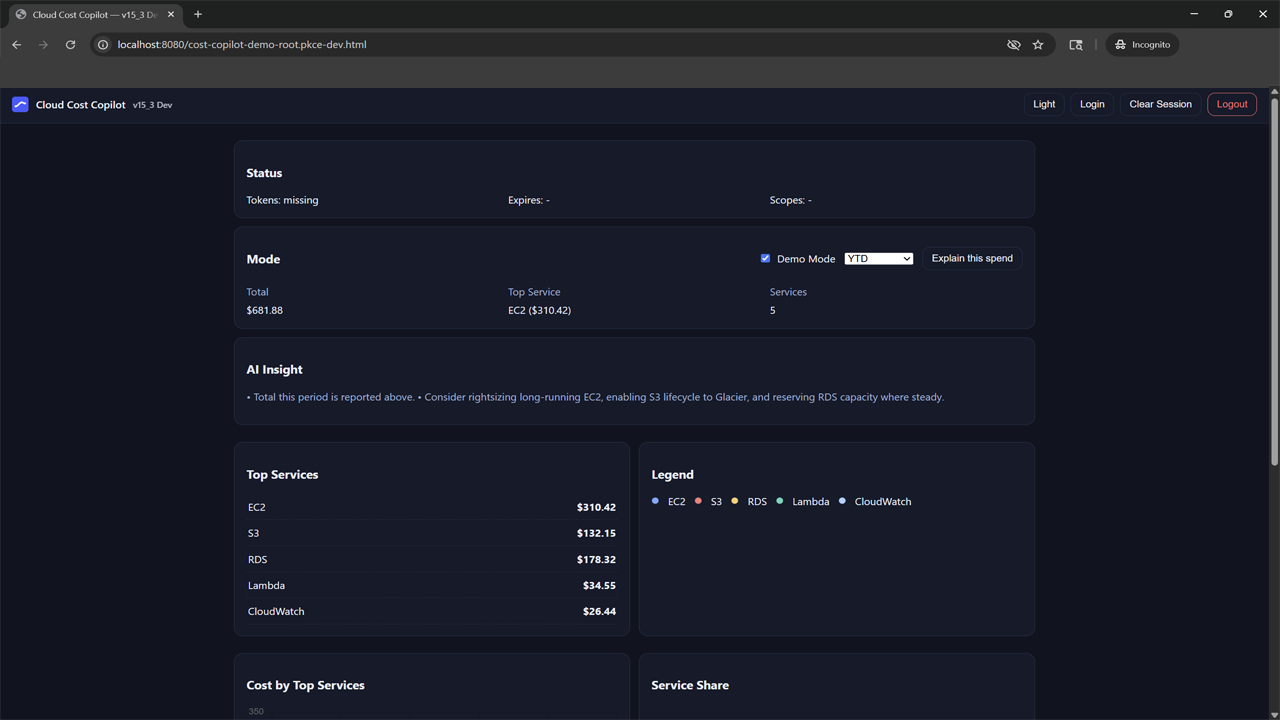 Cloud Cost Copilot — v15_3 De
localhost:8080/cost-copilot-demo-root.pkce-dev.html
Incognito
Cloud Cost Copilot v15_3 Dev
Light Login Clear Session Logout
Status
Tokens: missing Expires: - Scopes: -
Mode Demo Mode YTD Explain this spend
Total Top Service Services
$681.88 EC2 ($310.42) 5
AI Insight
• Total this period is reported above. • Consider rightsizing long-running EC2, enabling S3 lifecycle to Glacier, and reserving RDS capacity where steady.
Top Services
EC2 $310.42
S3 $132.15
RDS $178.32
Lambda $34.55
CloudWatch $26.44
Legend
EC2 S3 RDS Lambda CloudWatch
Cost by Top Services
350
Service Share